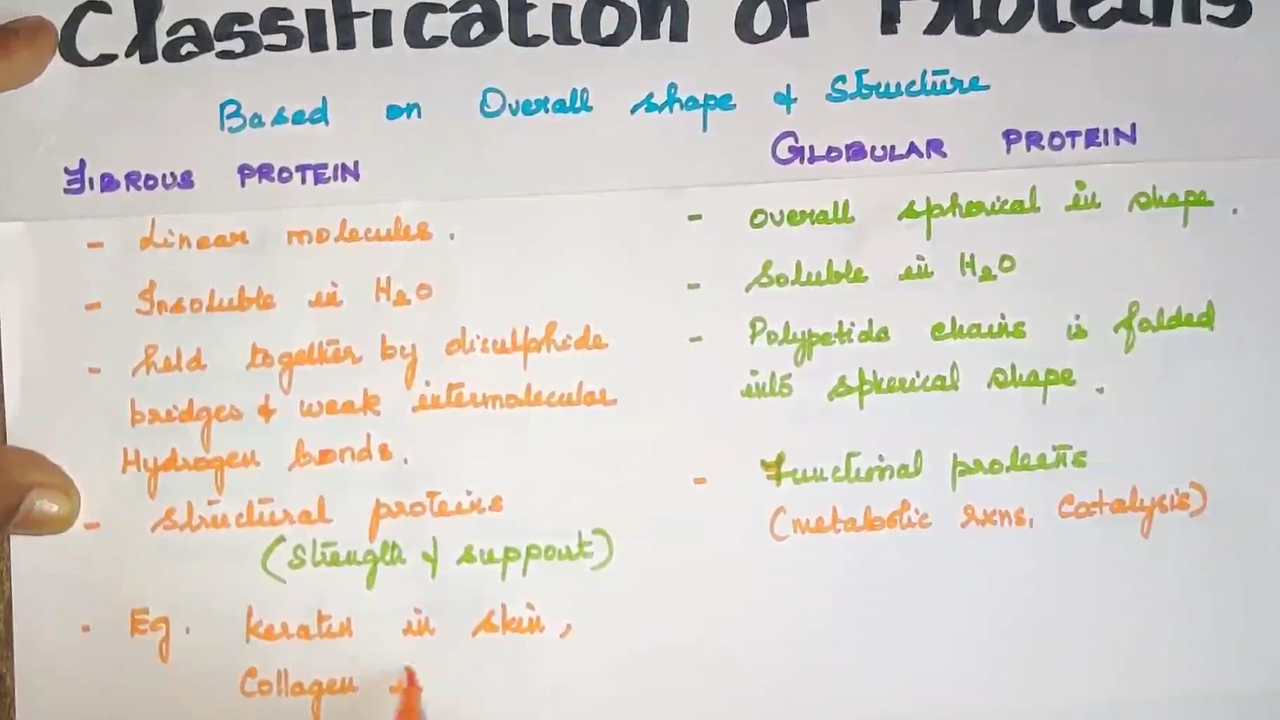 Classification of Proteins
Based on Overall shape & Structure
FIBROUS PROTEIN
- Linear molecules.
- Insoluble in H2O
- held together by disulphide
bridges & weak intermolecular
Hydrogen bonds.
- Structural proteins
(Strength & support)
- Eg. Keratin in skin,
Collagen in
GLOBULAR PROTEIN
- Overall spherical in shape.
- Soluble in H2O
- Polypetide chains is folded
into spherical shape.
- Functional proteins
(metabolic rxns, Catalysis)